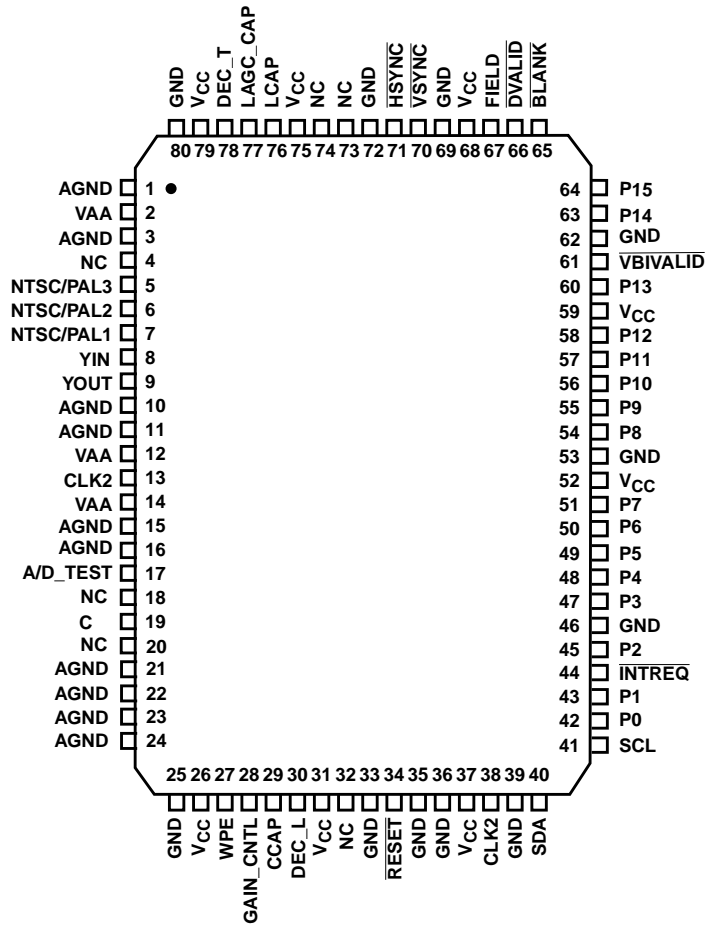 GND VCC DEC_T LAGC_CAP LCAP VCC NC NC GND HSYNC VSYNC GND VCC FIELD DVALID BLANK
80 79 78 77 76 75 74 73 72 71 70 69 68 67 66 65
AGND 1 64 P15
VAA 2 63 P14
AGND 3 62 GND
NC 4 61 VBIVALID
NTSC/PAL3 5 60 P13
NTSC/PAL2 6 59 VCC
NTSC/PAL1 7 58 P12
YIN 8 57 P11
YOUT 9 56 P10
AGND 10 55 P9
AGND 11 54 P8
VAA 12 53 GND
CLK2 13 52 VCC
VAA 14 51 P7
AGND 15 50 P6
AGND 16 49 P5
A/D_TEST 17 48 P4
NC 18 47 P3
C 19 46 GND
NC 20 45 P2
AGND 21 44 INTREQ
AGND 22 43 P1
AGND 23 42 P0
AGND 24 41 SCL
25 26 27 28 29 30 31 32 33 34 35 36 37 38 39 40
GND VCC WPE GAIN_CNTL CCAP DEC_L VCC NC GND RESET GND GND VCC CLK2 GND SDA